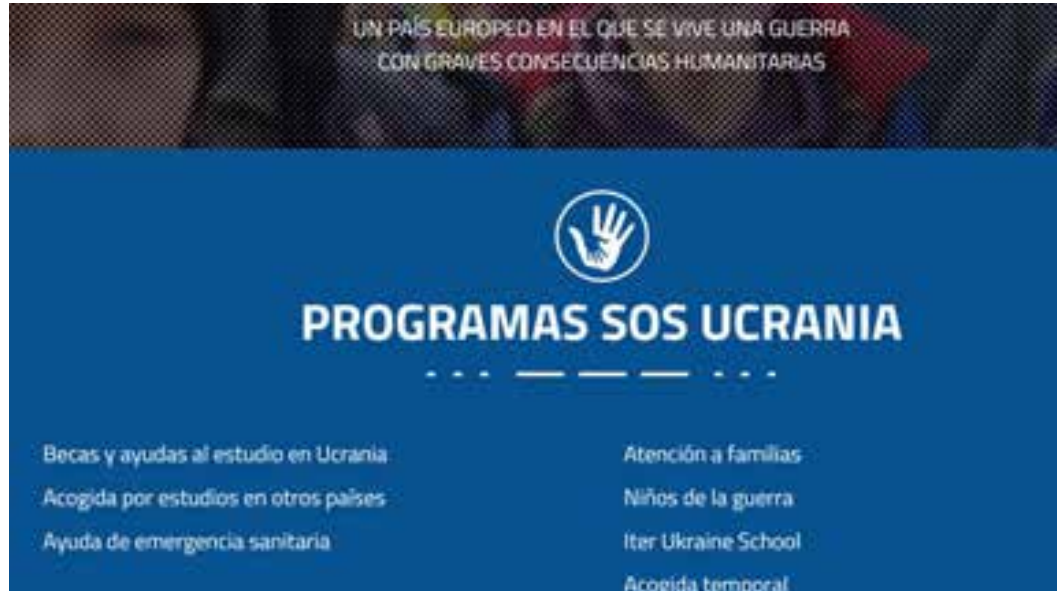 UN PAÍS EUROPEO EN EL QUE SE VIVE UNA GUERRA
CON GRAVES CONSECUENCIAS HUMANITARIAS
PROGRAMAS SOS UCRANIA
Becas y ayudas al estudio en Ucrania
Acogida por estudios en otros países
Ayuda de emergencia sanitaria
Atención a familias
Niños de la guerra
Iter Ukraine School
Acogida temporal